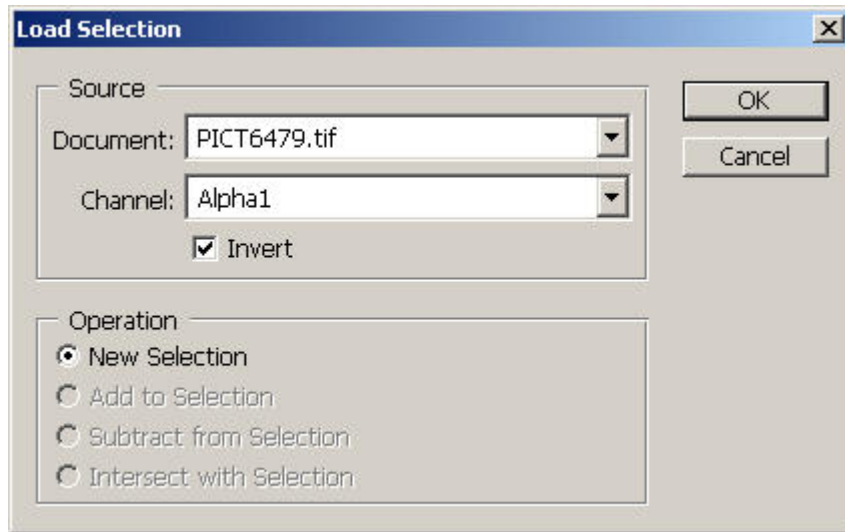 Load Selection
Source
Document: PICT6479.tif
Channel: Alpha1
Invert
OK
Cancel
Operation
New Selection
Add to Selection
Subtract from Selection
Intersect with Selection